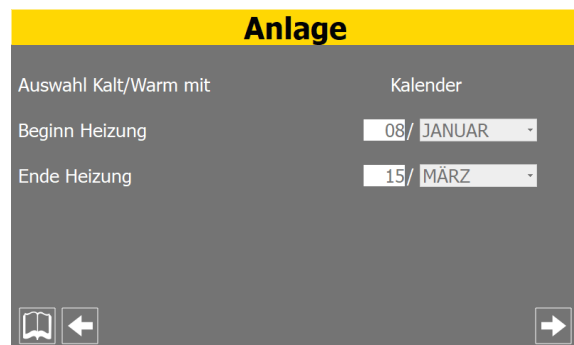 Anlage
Auswahl Kalt/Warm mit Kalender
Beginn Heizung 08/ JANUAR
Ende Heizung 15/ MÄRZ